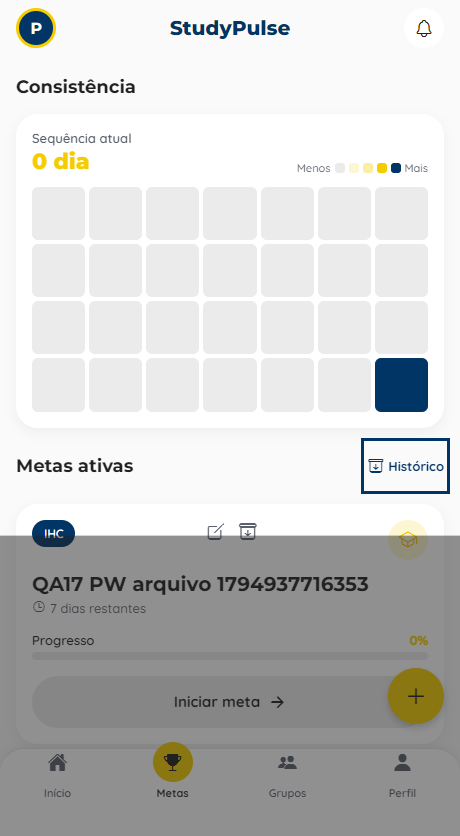 P
StudyPulse
Consistência
Sequência atual
0 dia
Menos Mais
Metas ativas
Histórico
IHC
QA17 PW arquivo 1794937716353
7 dias restantes
Progresso 0%
Iniciar meta →
Início Metas Grupos Perfil